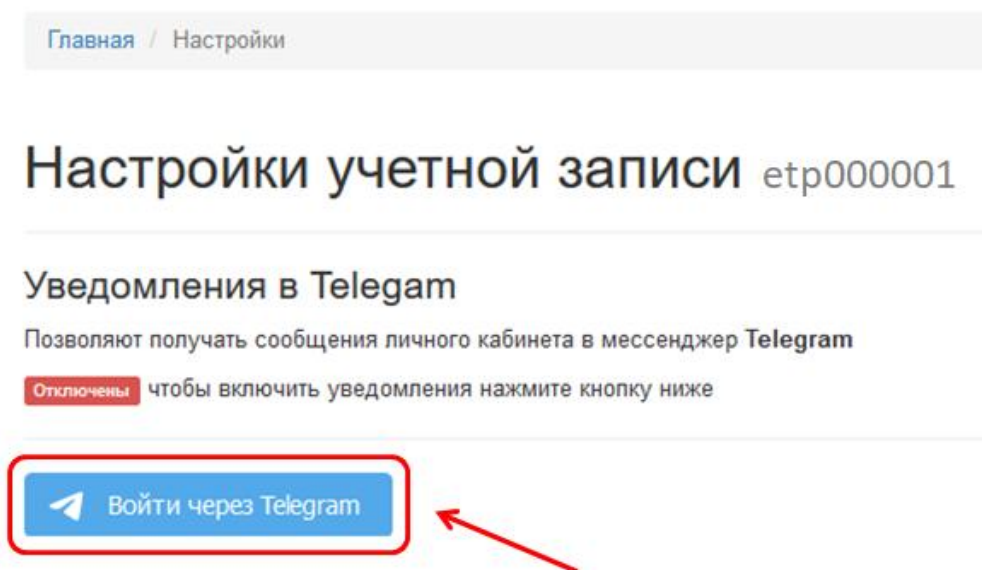 Главная / Настройки
Настройки учетной записи etp000001
Уведомления в Telegam
Позволяют получать сообщения личного кабинета в мессенджер Telegram
Отключены чтобы включить уведомления нажмите кнопку ниже
Войти через Telegram